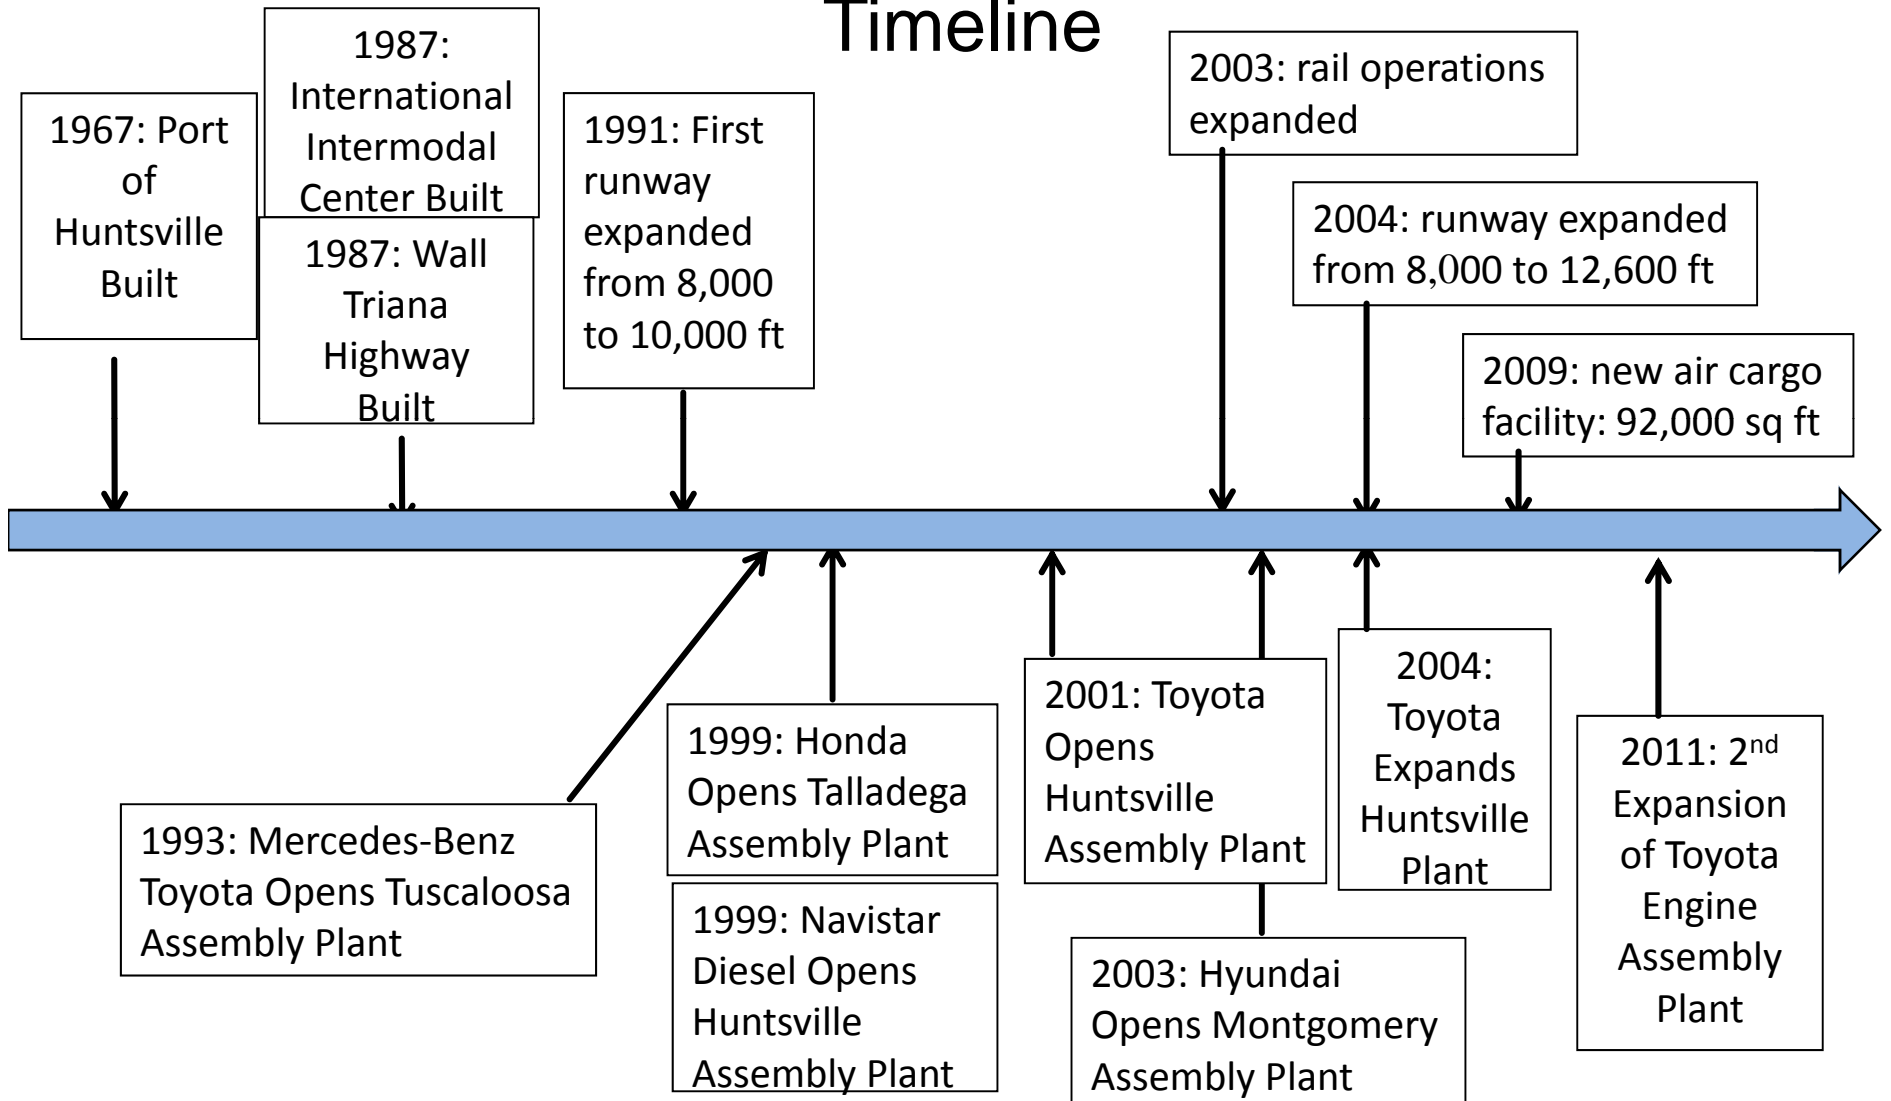 Timeline
1967: Port
of
Huntsville
Built
1987:
International
Intermodal
Center Built
1987: Wall
Triana
Highway
Built
1991: First
runway
expanded
from 8,000
to 10,000 ft
2003: rail operations
expanded
2004: runway expanded
from 8,000 to 12,600 ft
2009: new air cargo
facility: 92,000 sq ft
1993: Mercedes-Benz
Toyota Opens Tuscaloosa
Assembly Plant
1999: Honda
Opens Talladega
Assembly Plant
1999: Navistar
Diesel Opens
Huntsville
Assembly Plant
2001: Toyota
Opens
Huntsville
Assembly Plant
2003: Hyundai
Opens Montgomery
Assembly Plant
2004:
Toyota
Expands
Huntsville
Plant
2011: 2nd
Expansion
of Toyota
Engine
Assembly
Plant